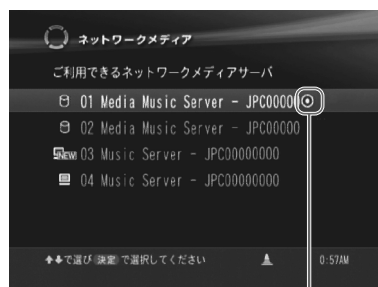 ネットワークメディア
ご利用できるネットワークメディアサーバ
01 Media Music Server - JPC00000
02 Media Music Server - JPC00000
NEW 03 Music Server - JPC00000000
04 Music Server - JPC00000000
で選び 決定 で選択してください 0:57AM